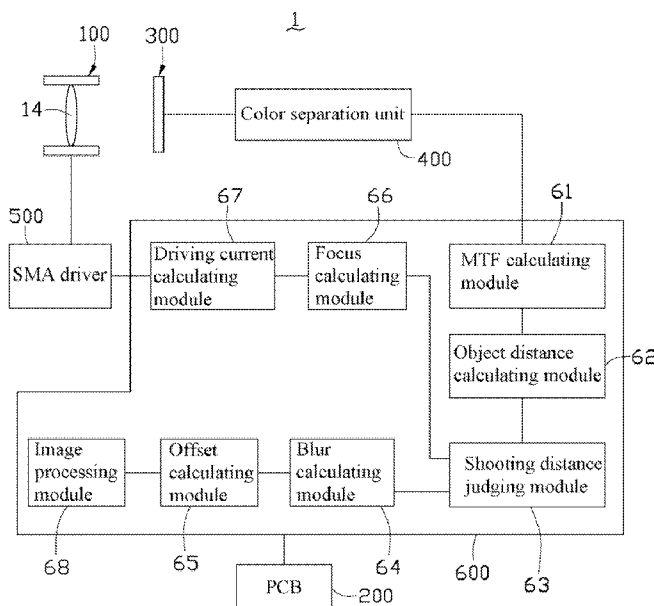 1
100
300
14
Color separation unit
400
500
67
66
61
SMA driver
Driving current
calculating
module
Focus
calculating
module
MTF calculating
module
Object distance
calculating module
62
Image
processing
module
Offset
calculating
module
Blur
calculating
module
Shooting distance
judging module
68
65
64
600
63
PCB
200